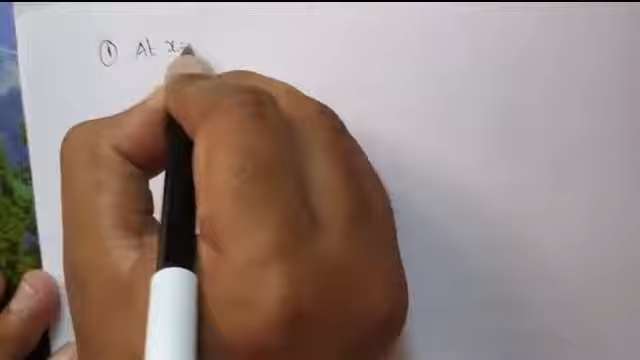 ① At x=